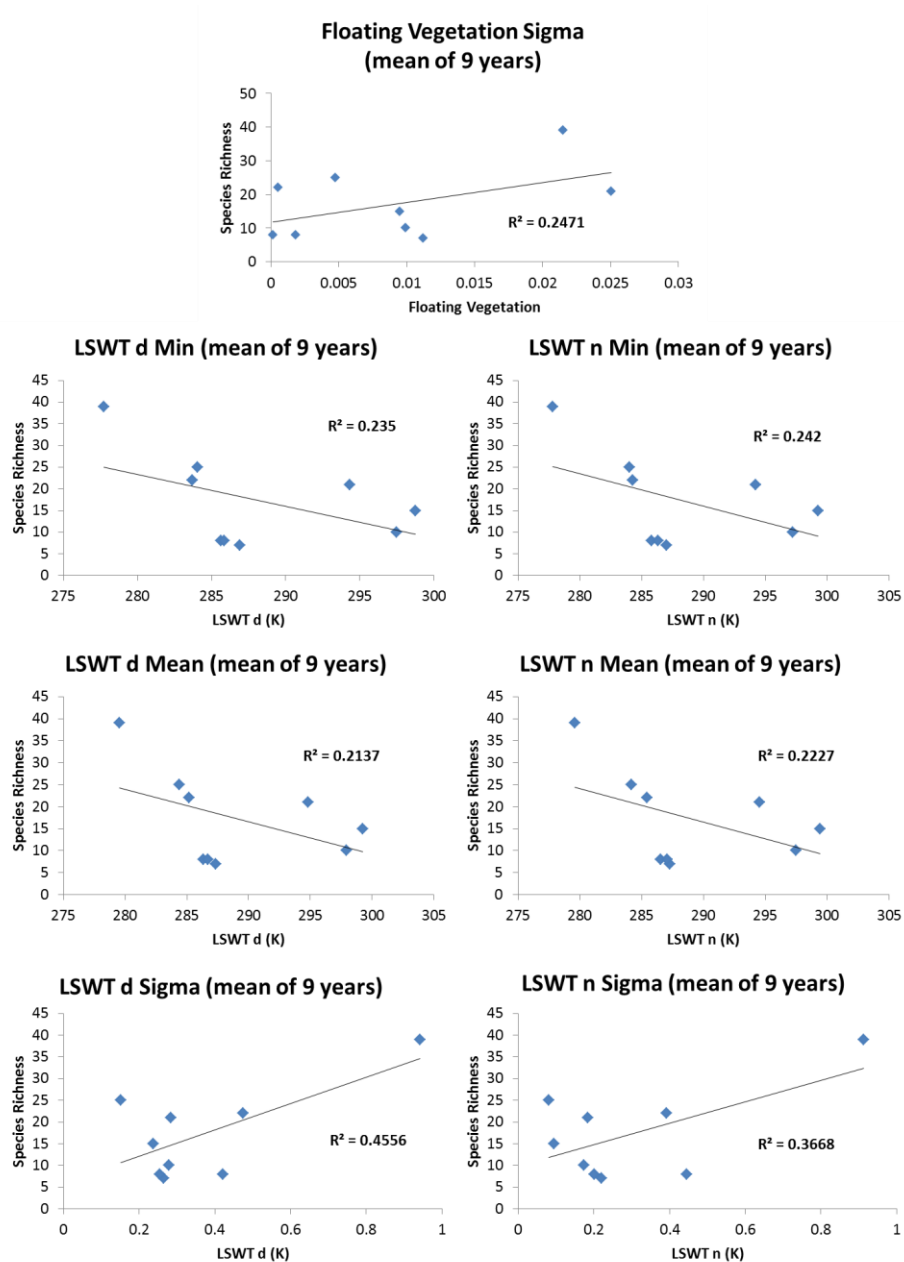 Floating Vegetation Sigma
(mean of 9 years)
50
40
30
20
10
0
Species Richness
R² = 0.2471
0 0.005 0.01 0.015 0.02 0.025 0.03
Floating Vegetation
LSWT d Min (mean of 9 years)
45
40
35
30
25
20
15
10
5
0
Species Richness
R² = 0.235
275 280 285 290 295 300
LSWT d (K)
LSWT n Min (mean of 9 years)
45
40
35
30
25
20
15
10
5
0
Species Richness
R² = 0.242
275 280 285 290 295 300 305
LSWT n (K)
LSWT d Mean (mean of 9 years)
45
40
35
30
25
20
15
10
5
0
Species Richness
R² = 0.2137
275 280 285 290 295 300 305
LSWT d (K)
LSWT n Mean (mean of 9 years)
45
40
35
30
25
20
15
10
5
0
Species Richness
R² = 0.2227
275 280 285 290 295 300 305
LSWT n (K)
LSWT d Sigma (mean of 9 years)
45
40
35
30
25
20
15
10
5
0
Species Richness
R² = 0.4556
0 0.2 0.4 0.6 0.8 1
LSWT d (K)
LSWT n Sigma (mean of 9 years)
45
40
35
30
25
20
15
10
5
0
Species Richness
R² = 0.3668
0 0.2 0.4 0.6 0.8 1
LSWT n (K)